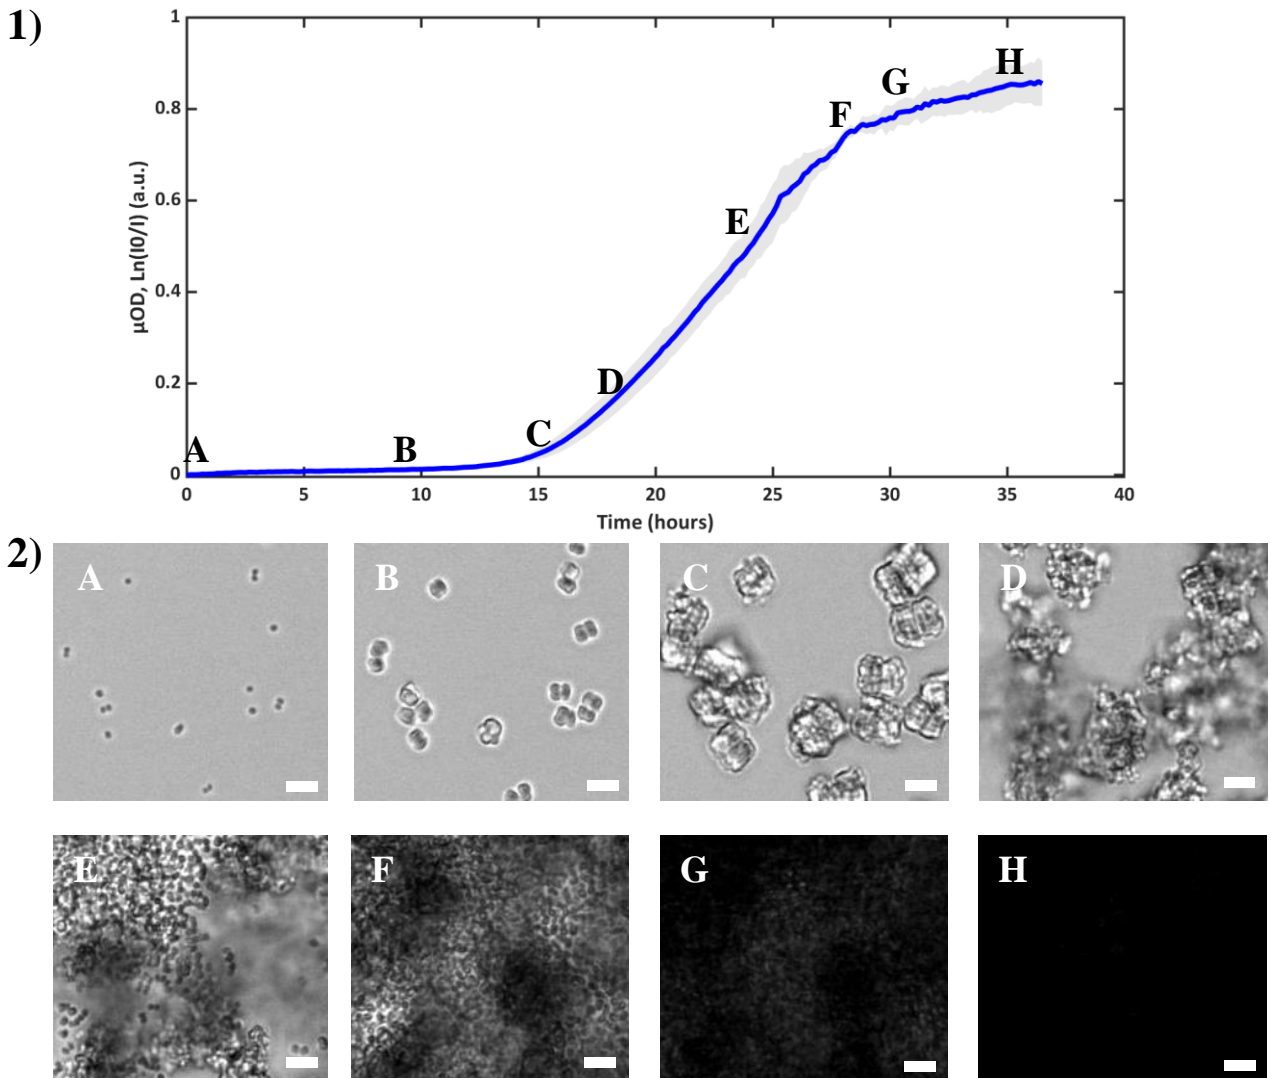 1)
1
0.8
0.6
0.4
0.2
0
μOD, Ln(I0/I) (a.u.)
A
B
C
D
E
F
G
H
0 5 10 15 20 25 30 35 40
Time (hours)
2)
A B C D
E F G H